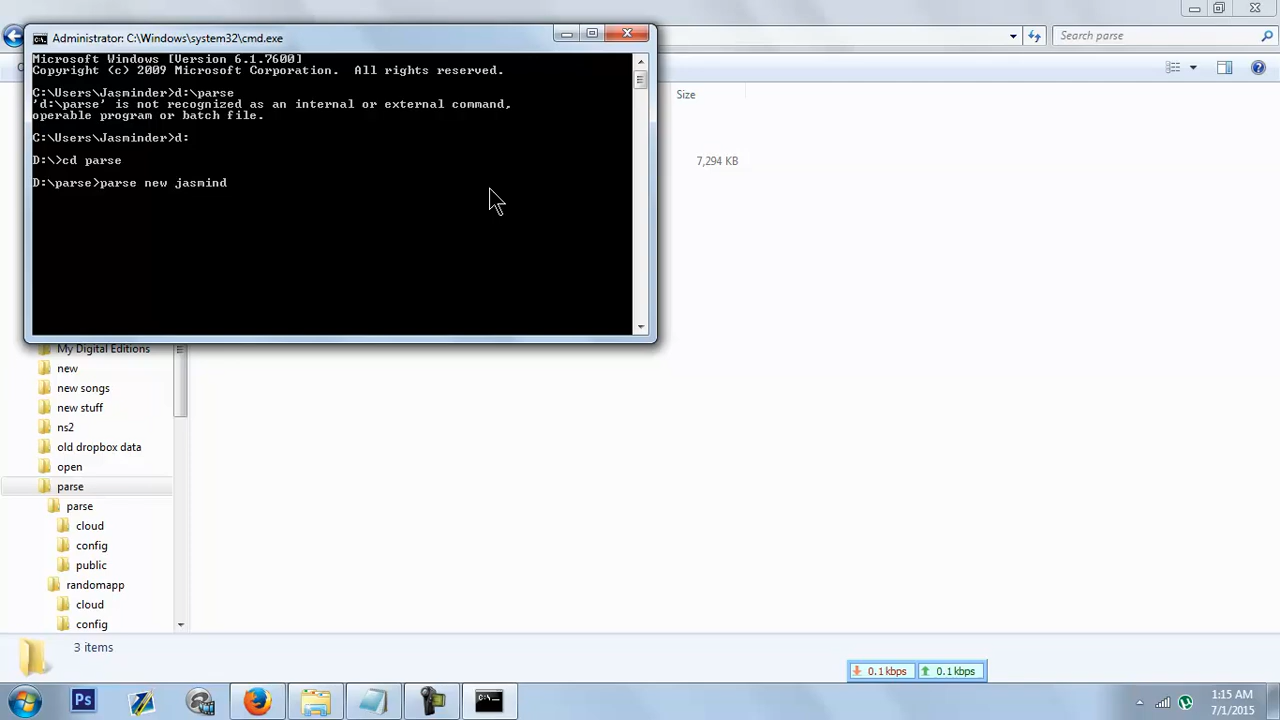 Administrator: C:\Windows\system32\cmd.exe
Microsoft Windows [Version 6.1.7600]
Copyright (c) 2009 Microsoft Corporation.  All rights reserved.
C:\Users\Jasminder>d:\parse
'd:\parse' is not recognized as an internal or external command,
operable program or batch file.
C:\Users\Jasminder>d:
D:\>cd parse
D:\parse>parse new jasmind
Search parse
Size
7,294 KB
My Digital Editions
new
new songs
new stuff
ns2
old dropbox data
open
parse
parse
cloud
config
public
randomapp
cloud
config
3 items
0.1 kbps
0.1 kbps
Ps
1:15 AM
7/1/2015